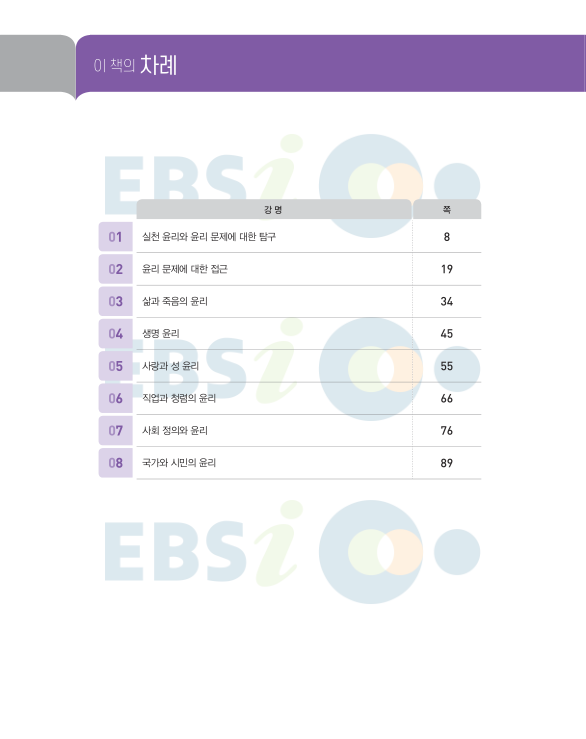 이 책의 차례
EBSi
강 명 쪽
01 실천 윤리와 윤리 문제에 대한 탐구 8
02 윤리 문제에 대한 접근 19
03 삶과 죽음의 윤리 34
04 생명 윤리 45
EBSi
05 사랑과 성 윤리 55
06 직업과 청렴의 윤리 66
07 사회 정의와 윤리 76
08 국가와 시민의 윤리 89
EBSi